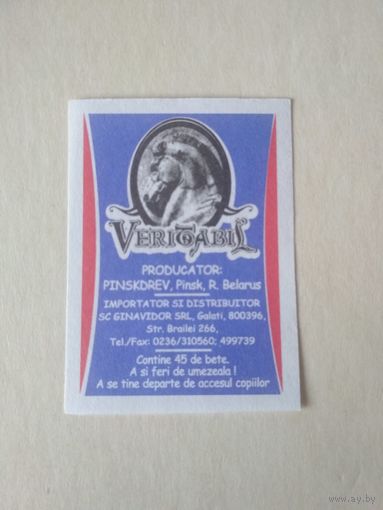 VERITABIL
PRODUCATOR:
PINSKDREV, Pinsk, R. Belarus
IMPORTATOR SI DISTRIBUITOR
SC GINAVIDOR SRL, Galati, 800396,
Str. Brailei 266,
Tel./Fax: 0236/310560; 499739
Contine 45 de bete.
A si feri de umezeala !
A se tine departe de accesul copiilor
www.ay.by